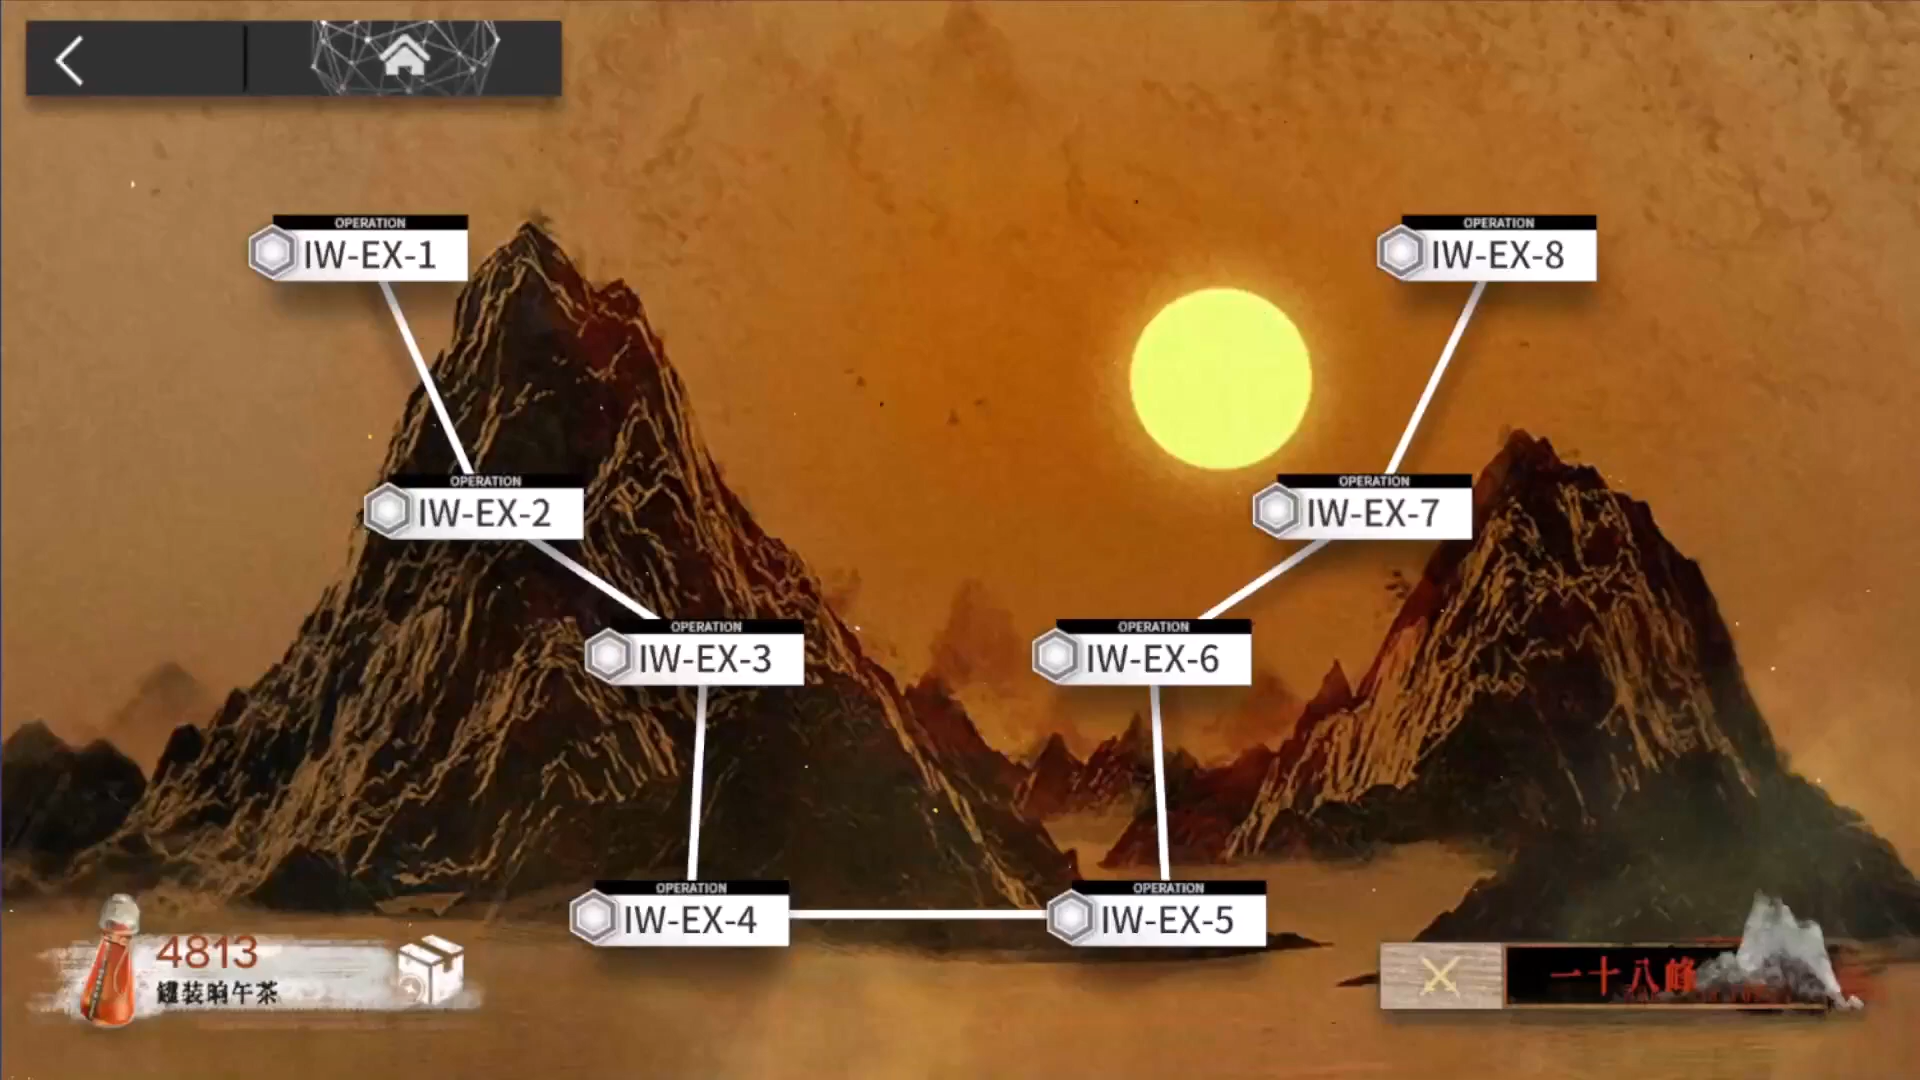 OPERATION
IW-EX-1
OPERATION
IW-EX-8
OPERATION
IW-EX-2
OPERATION
IW-EX-7
OPERATION
IW-EX-3
OPERATION
IW-EX-6
OPERATION
IW-EX-4
OPERATION
IW-EX-5
4813
罐装晌午茶
一十八峰